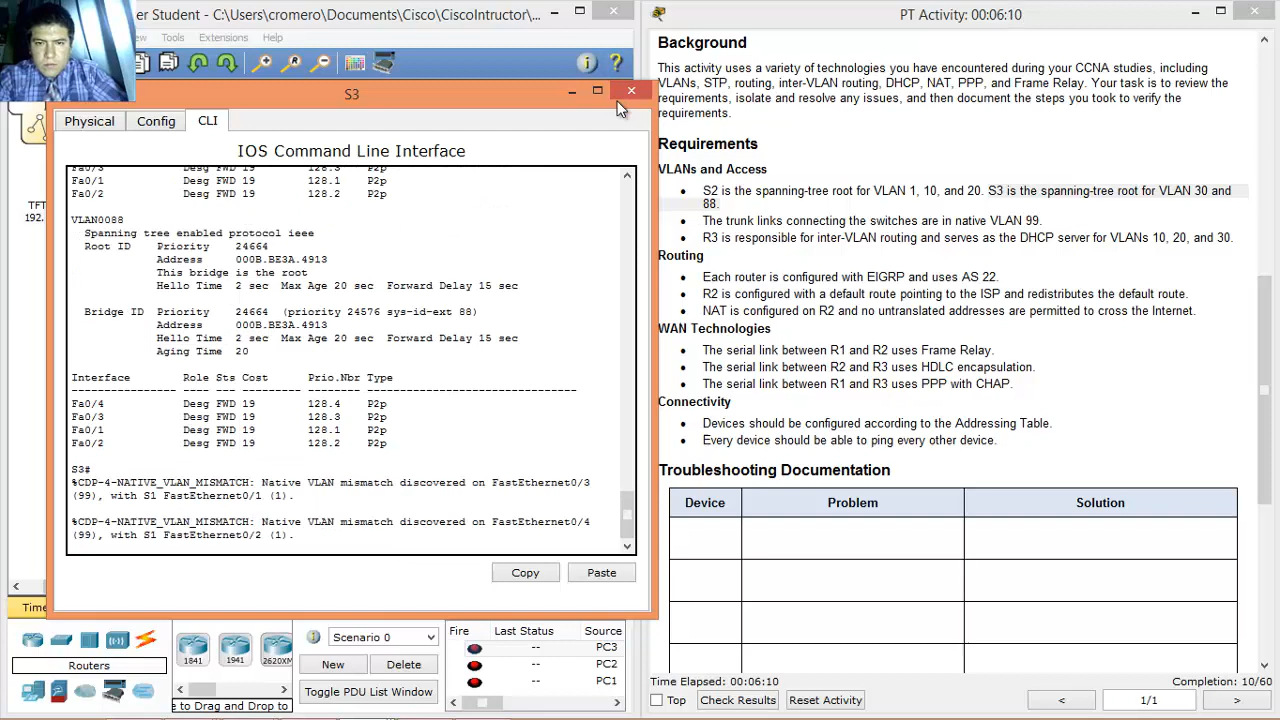 er Student - C:\Users\cromero\Documents\Cisco\CiscoIntructor\...
Tools Extensions Help
S3
Physical Config CLI
IOS Command Line Interface
Fa0/3 Desg FWD 19 128.3 P2p
Fa0/1 Desg FWD 19 128.1 P2p
Fa0/2 Desg FWD 19 128.2 P2p
VLAN0088
Spanning tree enabled protocol ieee
Root ID Priority 24664
Address 000B.BE3A.4913
This bridge is the root
Hello Time 2 sec Max Age 20 sec Forward Delay 15 sec
Bridge ID Priority 24664 (priority 24576 sys-id-ext 88)
Address 000B.BE3A.4913
Hello Time 2 sec Max Age 20 sec Forward Delay 15 sec
Aging Time 20
Interface Role Sts Cost Prio.Nbr Type
---------------- ---- --- --------- -------- --------------------------------
Fa0/4 Desg FWD 19 128.4 P2p
Fa0/3 Desg FWD 19 128.3 P2p
Fa0/1 Desg FWD 19 128.1 P2p
Fa0/2 Desg FWD 19 128.2 P2p
S3#
%CDP-4-NATIVE_VLAN_MISMATCH: Native VLAN mismatch discovered on FastEthernet0/3
(99), with S1 FastEthernet0/1 (1).
%CDP-4-NATIVE_VLAN_MISMATCH: Native VLAN mismatch discovered on FastEthernet0/4
(99), with S1 FastEthernet0/2 (1).
Copy Paste
TFT
192.
Time
Routers
1841 1941 2620XM
e to Drag and Drop to
Scenario 0
New Delete
Toggle PDU List Window
Fire Last Status Source
-- PC3
-- PC2
-- PC1
PT Activity: 00:06:10
Background
This activity uses a variety of technologies you have encountered during your CCNA studies, including
VLANs, STP, routing, inter-VLAN routing, DHCP, NAT, PPP, and Frame Relay. Your task is to review the
requirements, isolate and resolve any issues, and then document the steps you took to verify the
requirements.
Requirements
VLANs and Access
• S2 is the spanning-tree root for VLAN 1, 10, and 20. S3 is the spanning-tree root for VLAN 30 and
88.
• The trunk links connecting the switches are in native VLAN 99.
• R3 is responsible for inter-VLAN routing and serves as the DHCP server for VLANs 10, 20, and 30.
Routing
• Each router is configured with EIGRP and uses AS 22.
• R2 is configured with a default route pointing to the ISP and redistributes the default route.
• NAT is configured on R2 and no untranslated addresses are permitted to cross the Internet.
WAN Technologies
• The serial link between R1 and R2 uses Frame Relay.
• The serial link between R2 and R3 uses HDLC encapsulation.
• The serial link between R1 and R3 uses PPP with CHAP.
Connectivity
• Devices should be configured according to the Addressing Table.
• Every device should be able to ping every other device.
Troubleshooting Documentation
Device Problem Solution
Time Elapsed: 00:06:10 Completion: 10/60
Top Check Results Reset Activity < 1/1 >